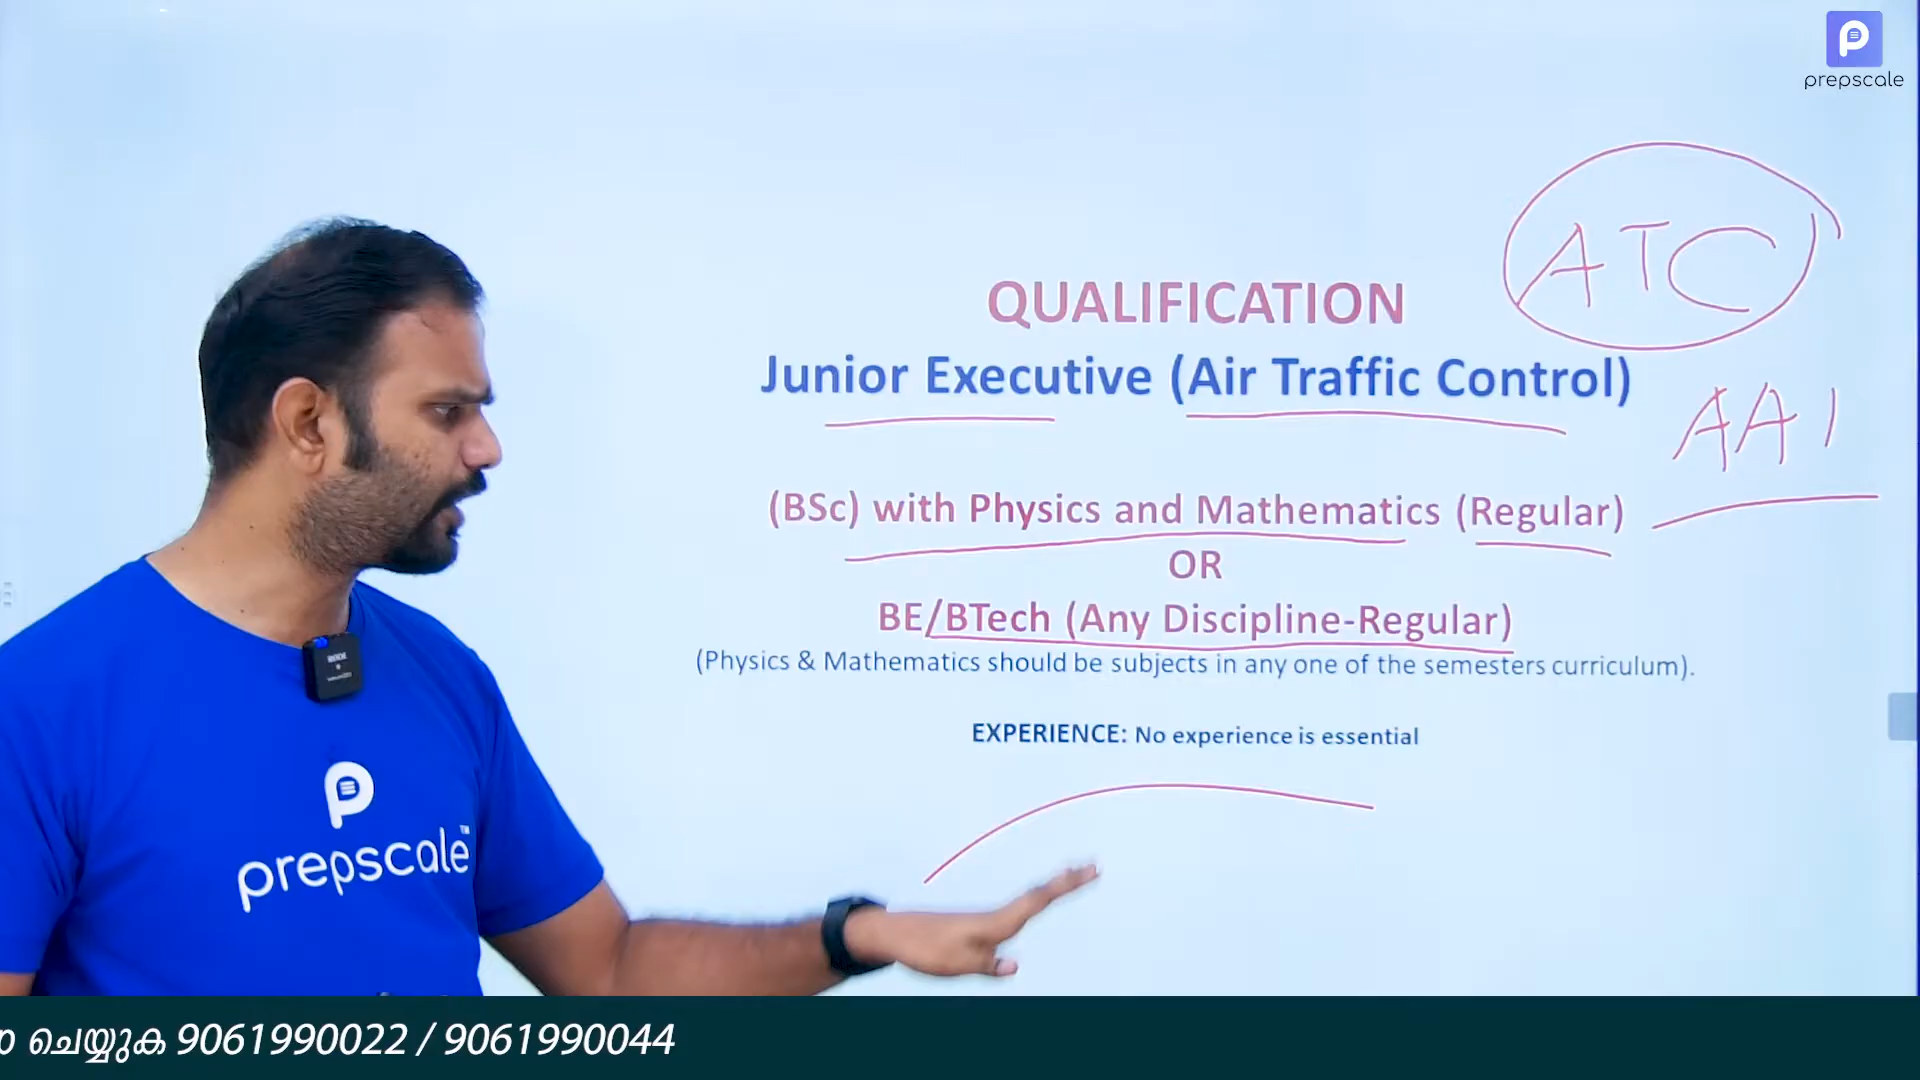 prepscale
ATC
QUALIFICATION
Junior Executive (Air Traffic Control)
AAI
(BSc) with Physics and Mathematics (Regular)
OR
BE/BTech (Any Discipline-Regular)
(Physics & Mathematics should be subjects in any one of the semesters curriculum).
EXPERIENCE: No experience is essential
RODE
prepscale™
ചെയ്യുക 9061990022 / 9061990044